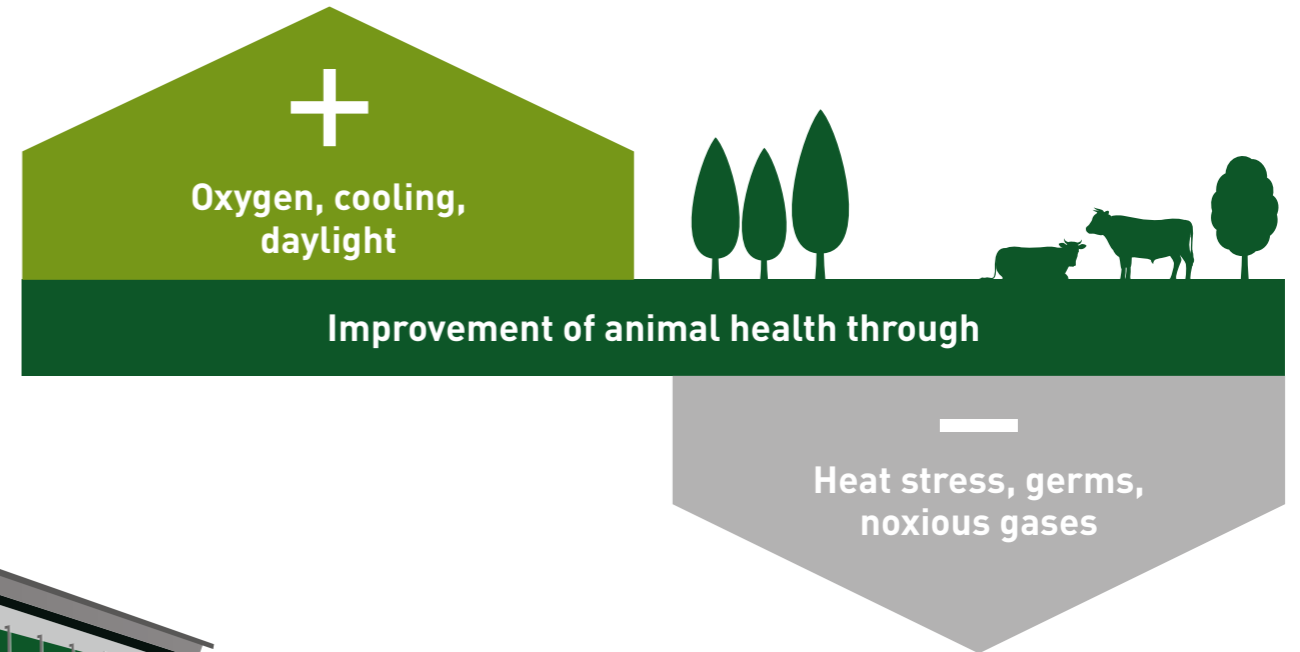 +
Oxygen, cooling,
daylight
Improvement of animal health through
—
Heat stress, germs,
noxious gases